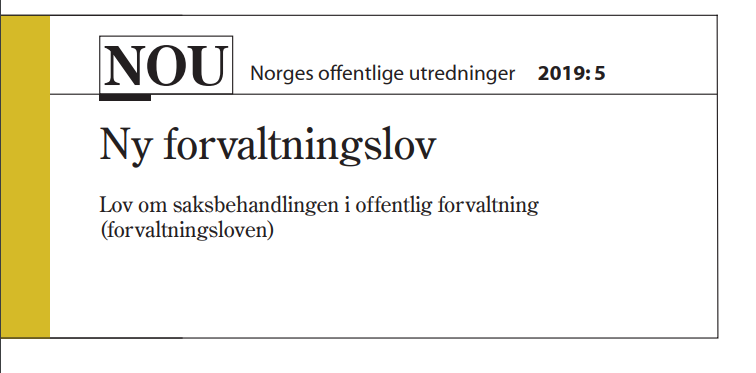 NOU Norges offentlige utredninger 2019: 5
Ny forvaltningslov
Lov om saksbehandlingen i offentlig forvaltning
(forvaltningsloven)